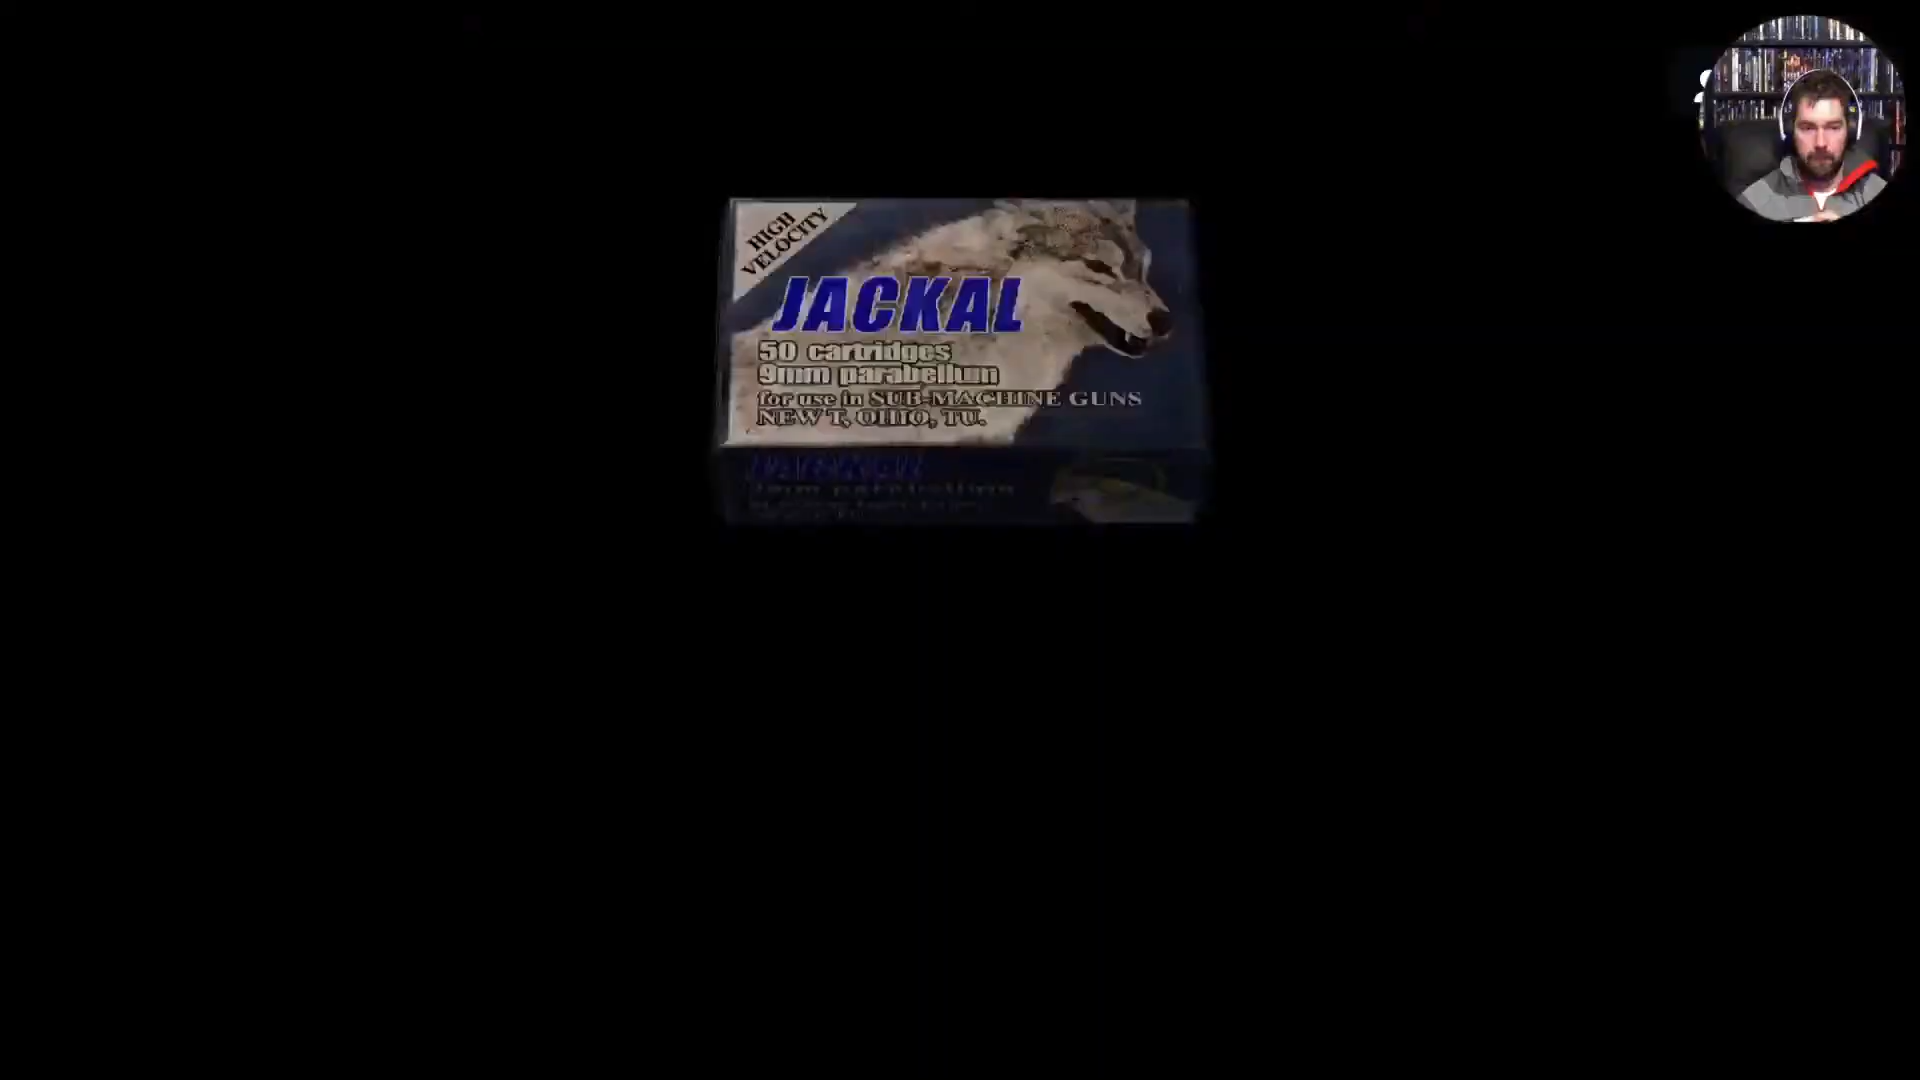 HIGH
VELOCITY
JACKAL
50 cartridges
9mm parabellum
for use in SUB-MACHINE GUNS
NEW T, OHIO, TU.